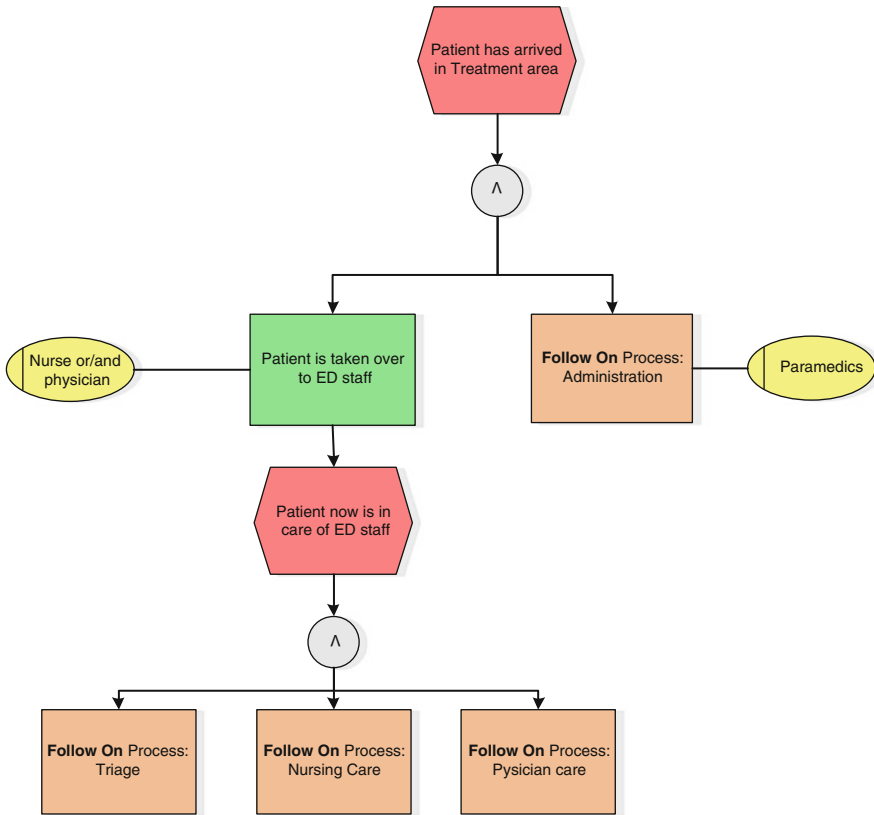 Patient has arrived
in Treatment area
Λ
Nurse or/and
physician
Patient is taken over
to ED staff
Follow On Process:
Administration
Paramedics
Patient now is in
care of ED staff
Λ
Follow On Process:
Triage
Follow On Process:
Nursing Care
Follow On Process:
Pysician care